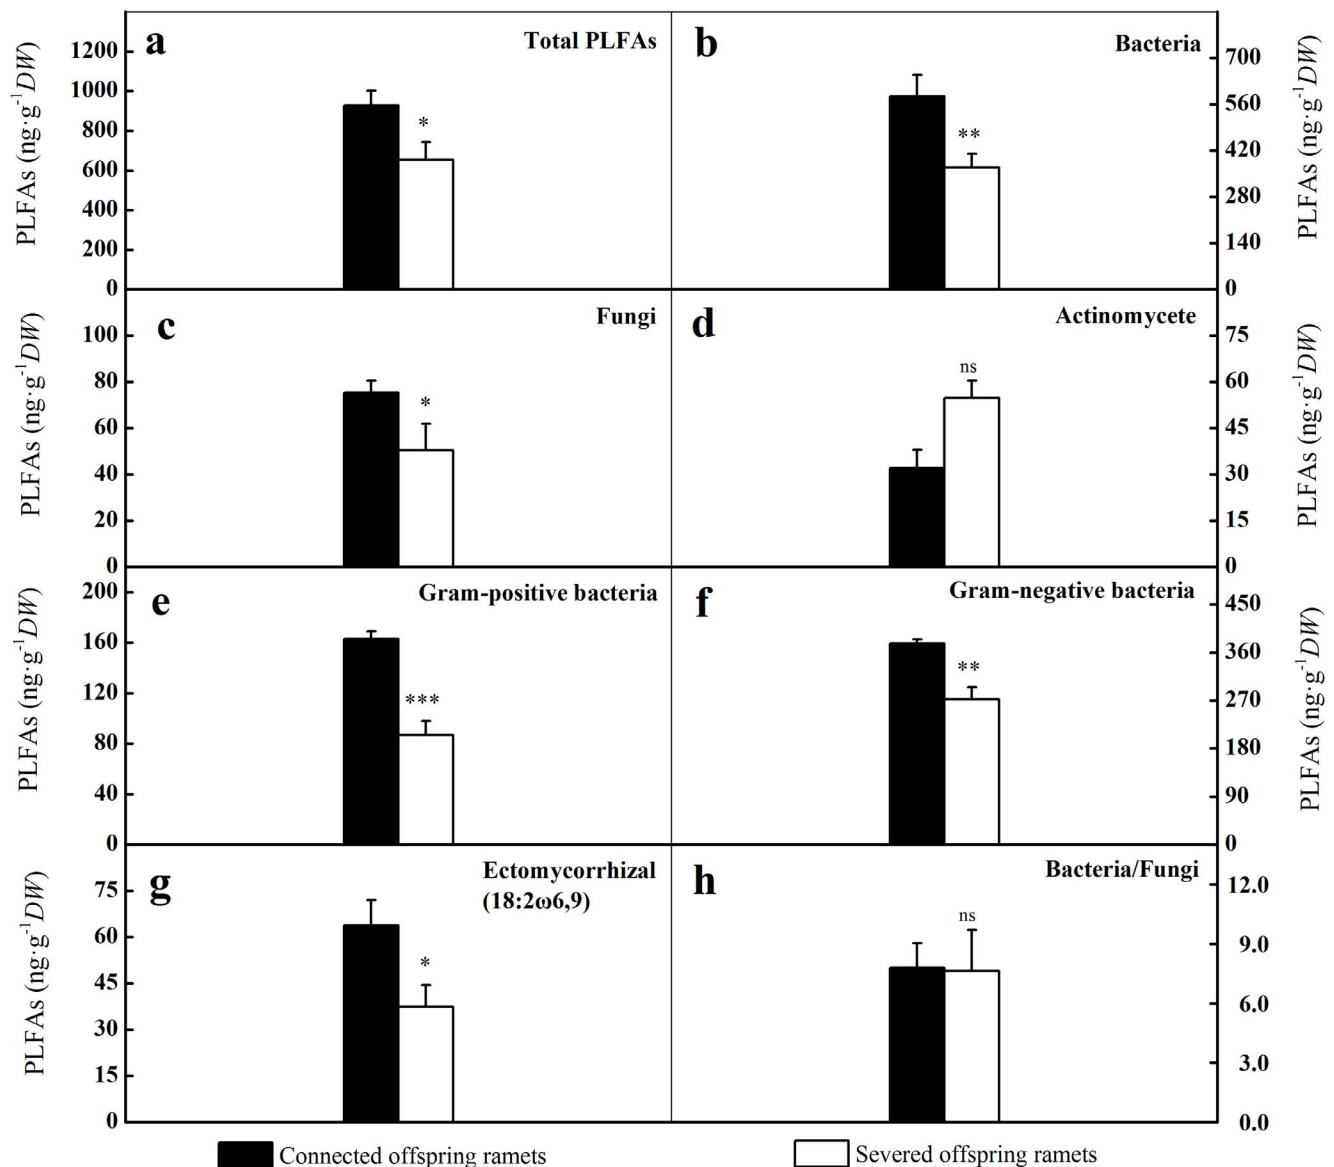 a
Total PLFAs
1200
1000
800
600
400
200
0
PLFAs (ng·g-1DW)
*
b
Bacteria
700
560
420
280
140
0
PLFAs (ng·g-1DW)
**
c
Fungi
100
80
60
40
20
0
PLFAs (ng·g-1DW)
*
d
Actinomycete
75
60
45
30
15
0
PLFAs (ng·g-1DW)
ns
e
Gram-positive bacteria
200
160
120
80
40
0
PLFAs (ng·g-1DW)
***
f
Gram-negative bacteria
450
360
270
180
90
0
PLFAs (ng·g-1DW)
**
g
Ectomycorrhizal
(18:2ω6,9)
75
60
45
30
15
0
PLFAs (ng·g-1DW)
*
h
Bacteria/Fungi
12.0
9.0
6.0
3.0
0.0
ns
Connected offspring ramets
Severed offspring ramets